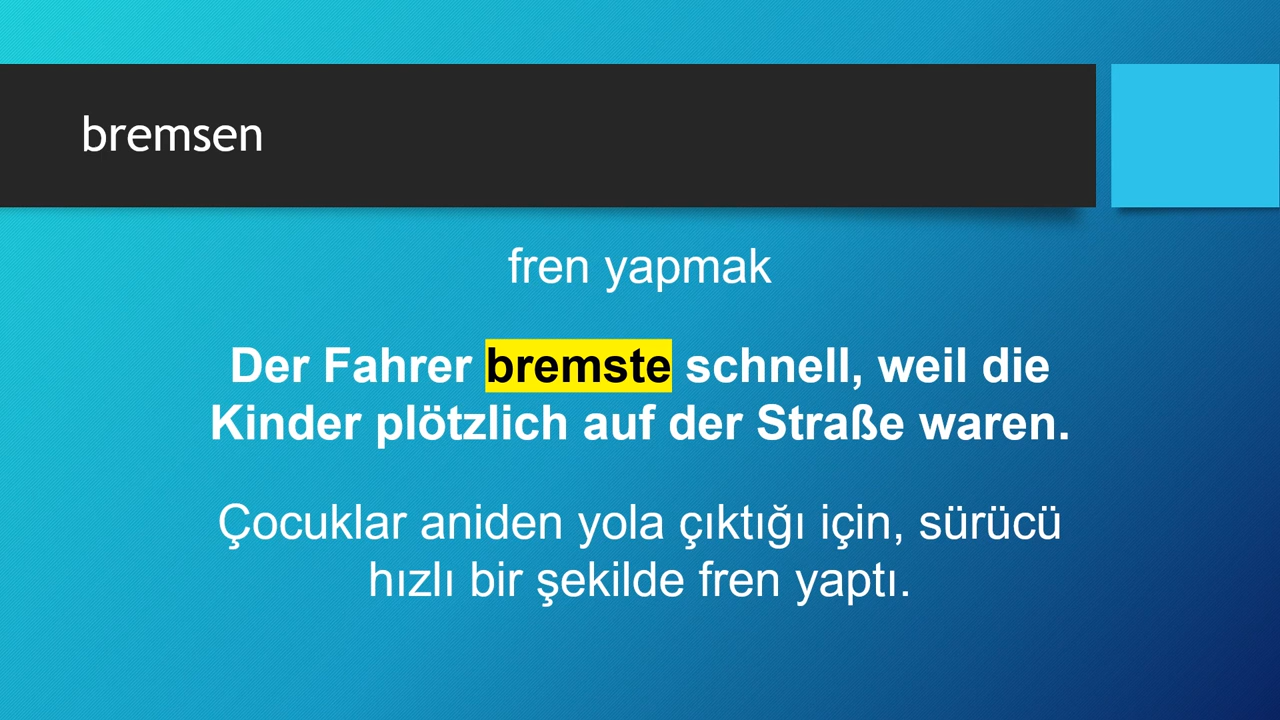 bremsen
fren yapmak
Der Fahrer bremste schnell, weil die
Kinder plötzlich auf der Straße waren.
Çocuklar aniden yola çıktığı için, sürücü
hızlı bir şekilde fren yaptı.